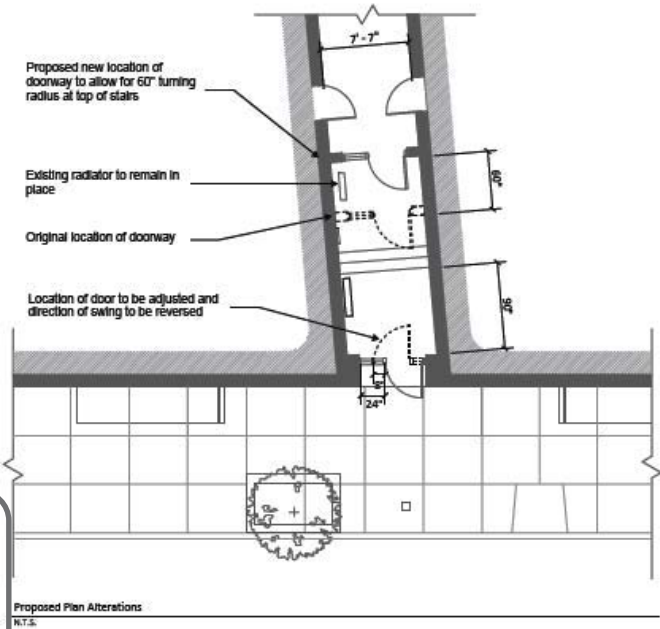 7' - 7"
Proposed new location of
doorway to allow for 60" turning
radius at top of stairs
Existing radiator to remain in
place
60"
Original location of doorway
Location of door to be adjusted and
direction of swing to be reversed
90"
24"
Proposed Plan Alterations
N.T.S.